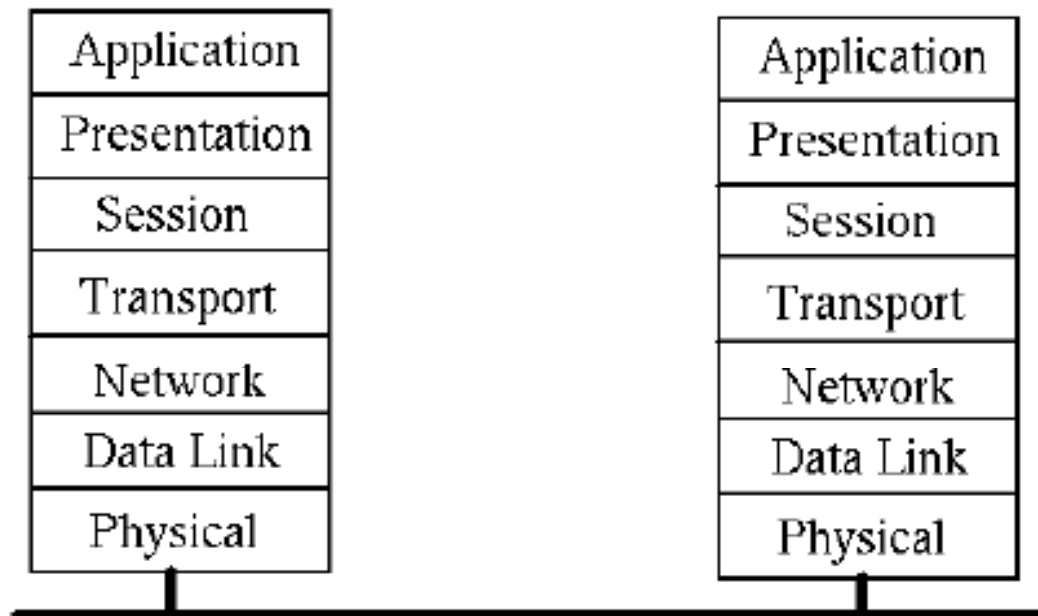 Application
Presentation
Session
Transport
Network
Data Link
Physical
Application
Presentation
Session
Transport
Network
Data Link
Physical